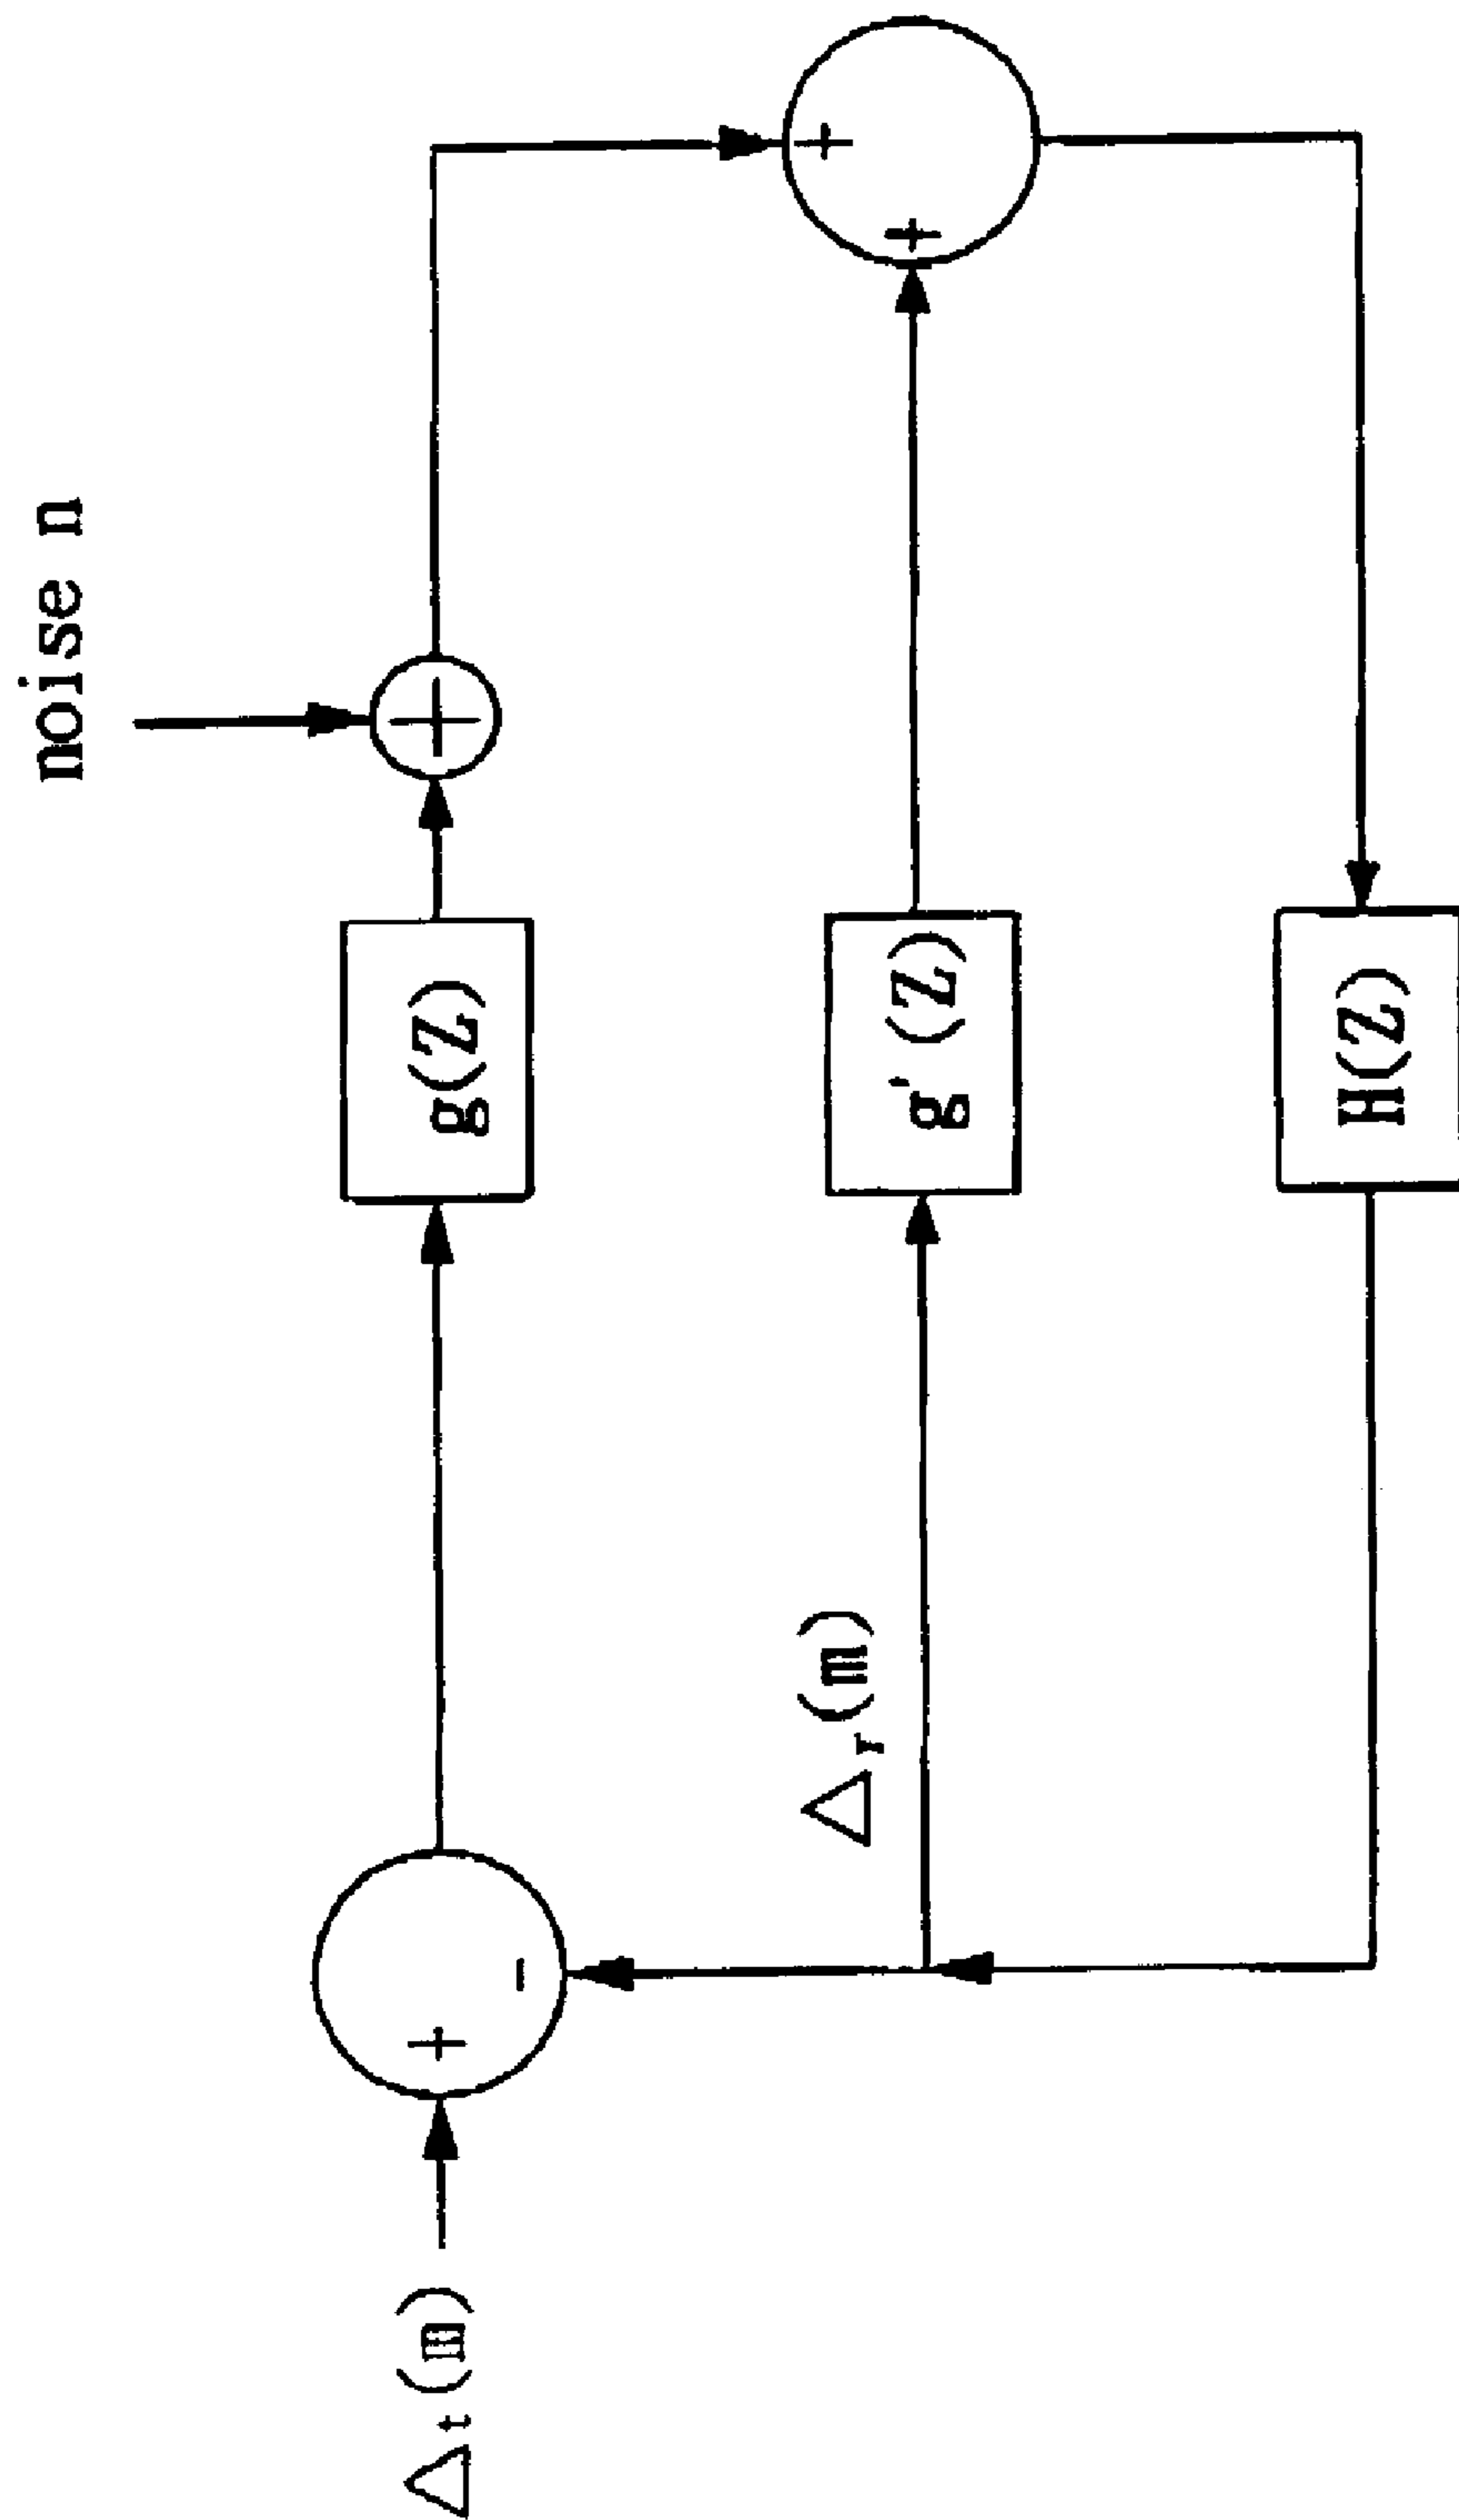 noise n
+
g(Z)
+
+
-
+
Δt(m)
Δr(m)
g'(Z)
+
H(Z)